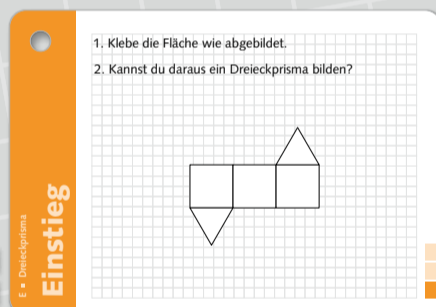 1. Klebe die Fläche wie abgebildet.
2. Kannst du daraus ein Dreieckprisma bilden?
E ▪ Dreieckprisma
Einstieg